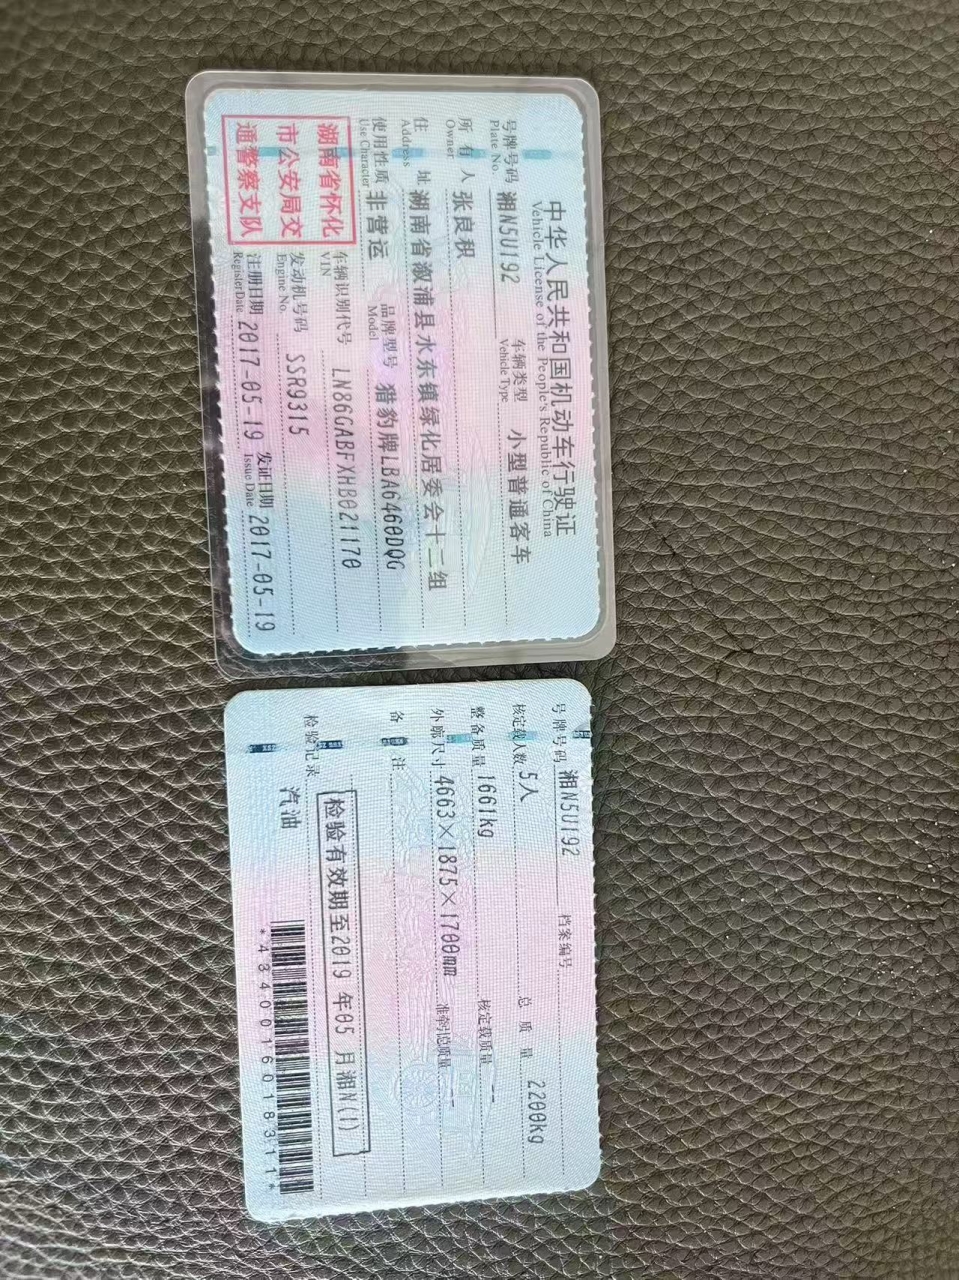 中华人民共和国机动车行驶证
Vehicle License of the People's Republic of China
号牌号码 湘N5U192 车辆类型 小型普通客车
Plate No. Vehicle Type
所有人 张良积
Owner
住址 湖南省溆浦县水东镇绿化居委会十二组
Address
使用性质 非营运 品牌型号 猎豹牌LBA6460DQG
Use Character Model
湖南省怀化
市公安局交
通警察支队
车辆识别代号 LN86GABFXHB021170
VIN
发动机号码 SSR9315
Engine No.
注册日期 2017-05-19 发证日期 2017-05-19
Register Date Issue Date
号牌号码 湘N5U192 档案编号
核定载人数 5人 总质量 2200kg
整备质量 1661kg 核定载质量 --
外廓尺寸 4663×1875×1700mm 准牵引总质量 --
备注
检验有效期至2019年05月湘N(1)
检验记录
汽油
*4340016018311*